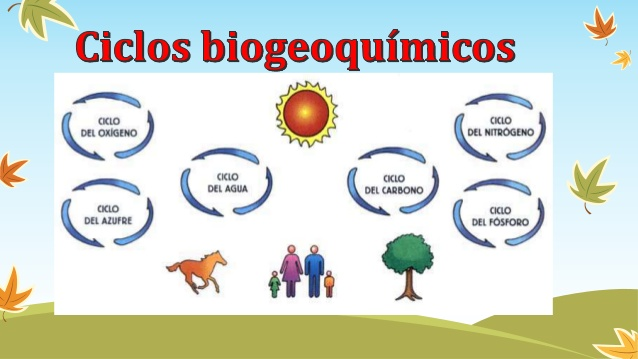 Ciclos biogeoquímicos
CICLO
DEL OXÍGENO
CICLO
DEL NITRÓGENO
CICLO
DEL AGUA
CICLO
DEL CARBONO
CICLO
DEL AZUFRE
CICLO
DEL FÓSFORO